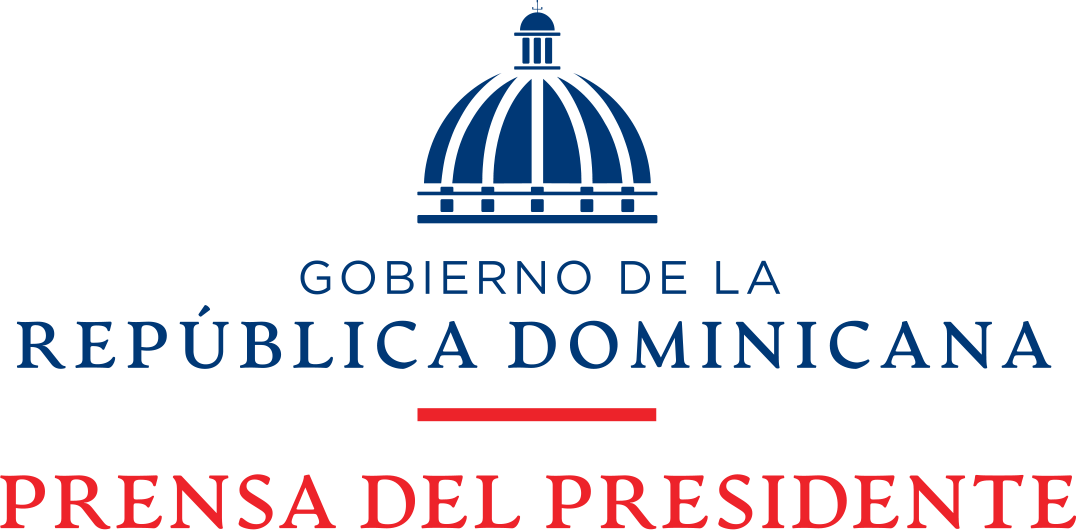 GOBIERNO DE LA
REPÚBLICA DOMINICANA
PRENSA DEL PRESIDENTE